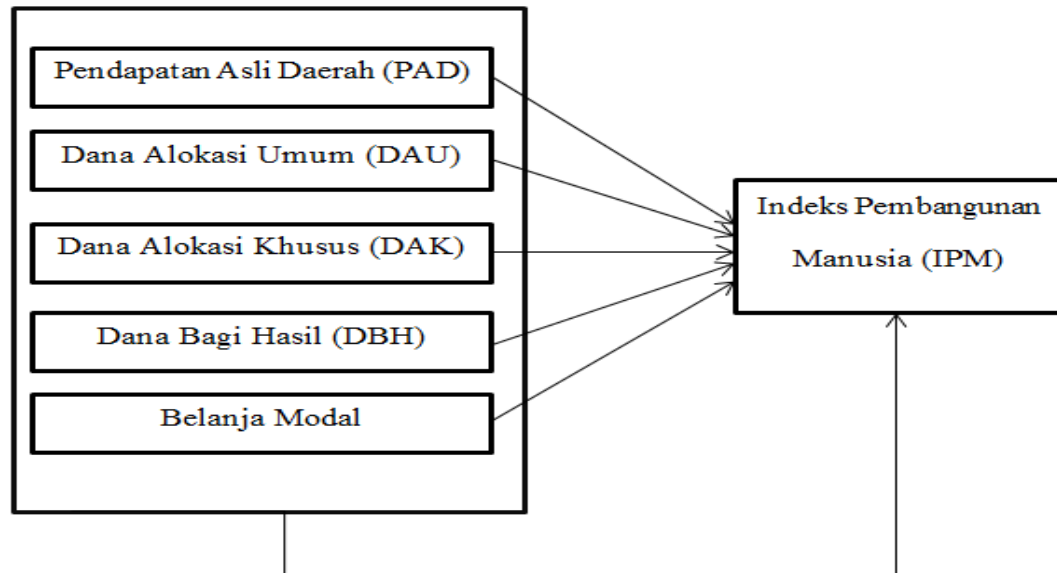 Pendapatan Asli Daerah (PAD)
Dana Alokasi Umum (DAU)
Dana Alokasi Khusus (DAK)
Dana Bagi Hasil (DBH)
Belanja Modal
Indeks Pembangunan
Manusia (IPM)